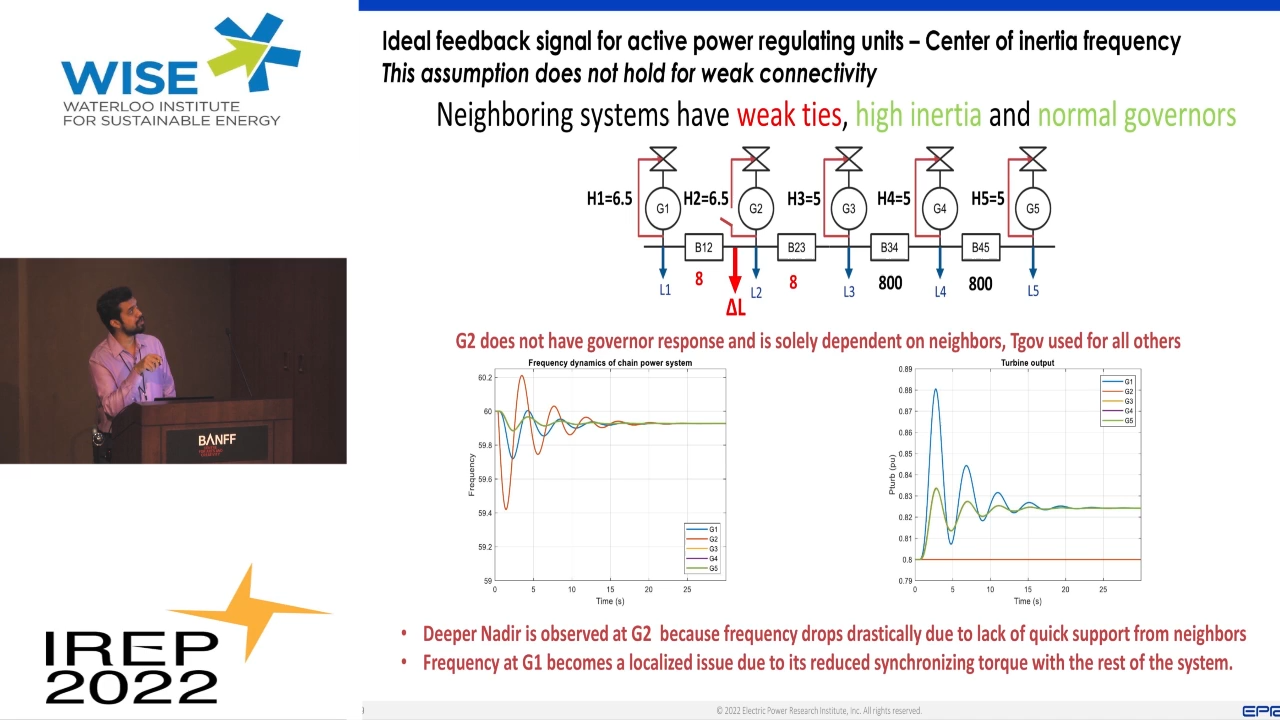 WISE
WATERLOO INSTITUTE
FOR SUSTAINABLE ENERGY
BANFF
IREP
2022
Ideal feedback signal for active power regulating units – Center of inertia frequency
This assumption does not hold for weak connectivity
Neighboring systems have weak ties, high inertia and normal governors
H1=6.5 G1 H2=6.5 G2 H3=5 G3 H4=5 G4 H5=5 G5
B12 B23 B34 B45
8 8 800 800
L1 L2 L3 L4 L5
ΔL
G2 does not have governor response and is solely dependent on neighbors, Tgov used for all others
Frequency dynamics of chain power system
60.2
60
59.8
59.6
59.4
59.2
59
Frequency
0 5 10 15 20 25
Time (s)
G1
G2
G3
G4
G5
Turbine output
0.89
0.88
0.87
0.86
0.85
0.84
0.83
0.82
0.81
0.8
0.79
Pturb (pu)
0 5 10 15 20 25
Time (s)
G1
G2
G3
G4
G5
• Deeper Nadir is observed at G2 because frequency drops drastically due to lack of quick support from neighbors
• Frequency at G1 becomes a localized issue due to its reduced synchronizing torque with the rest of the system.
© 2022 Electric Power Research Institute, Inc. All rights reserved.